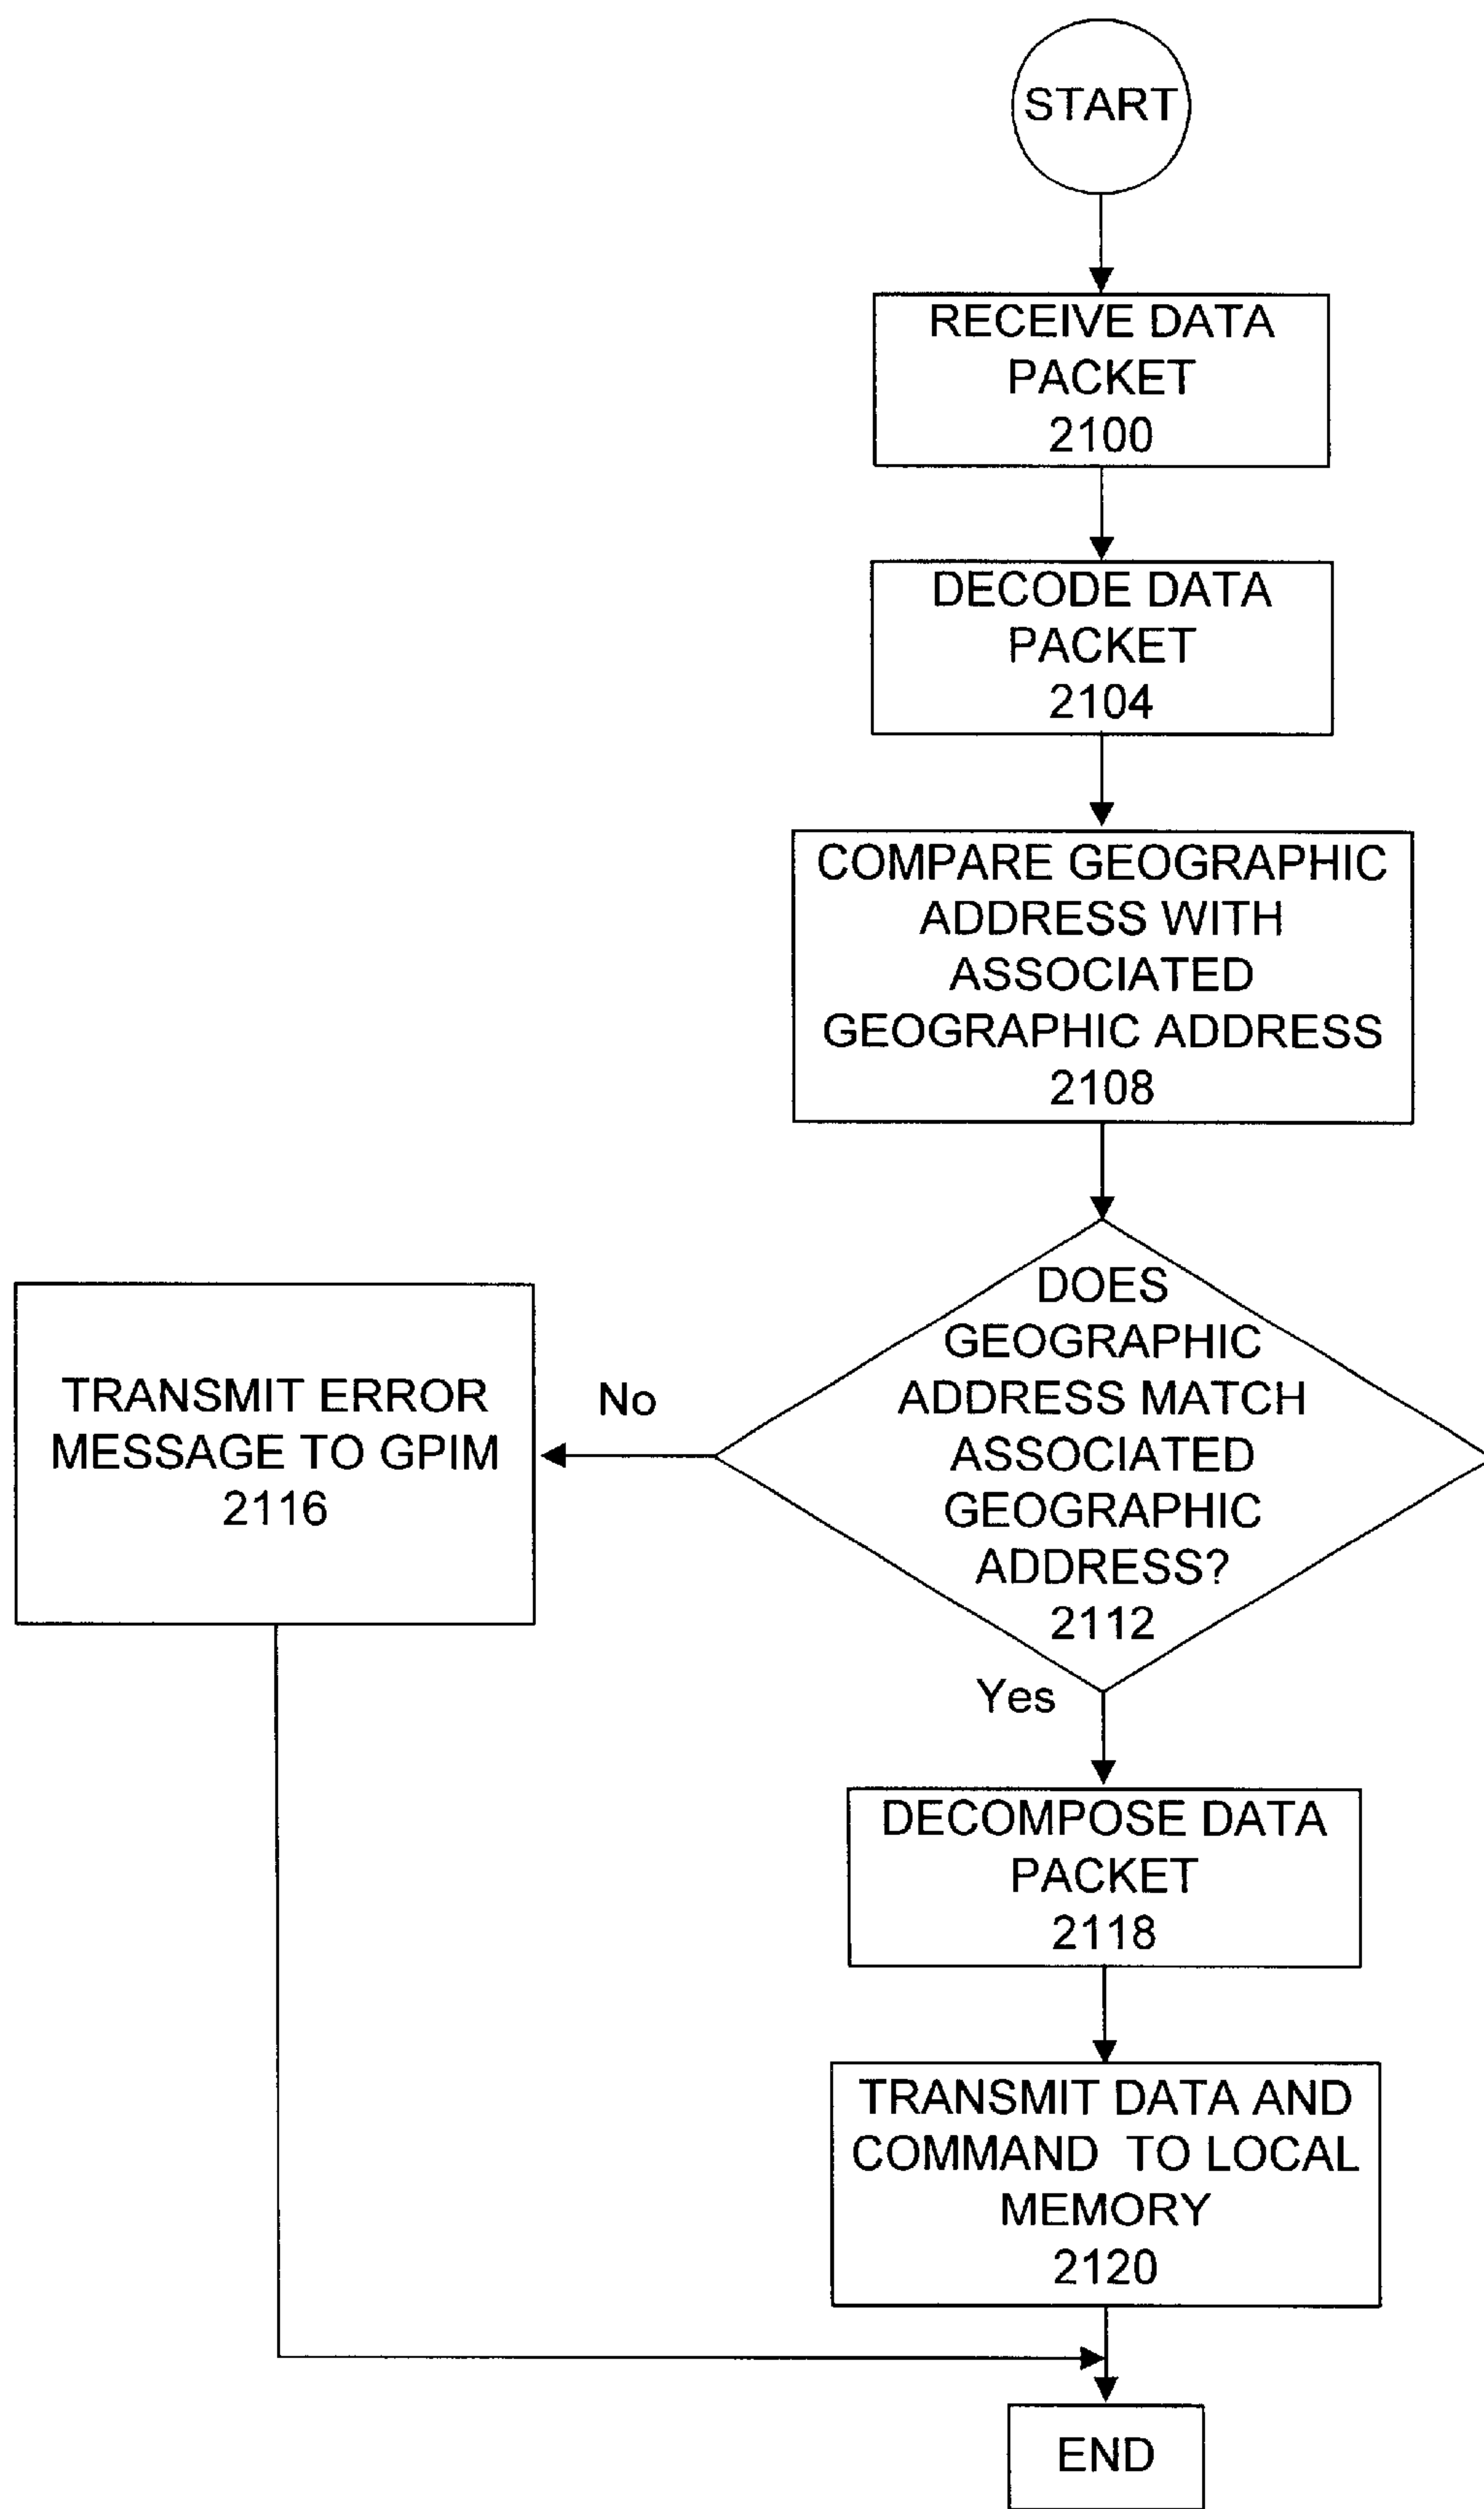 START
RECEIVE DATA
PACKET
2100
DECODE DATA
PACKET
2104
COMPARE GEOGRAPHIC
ADDRESS WITH
ASSOCIATED
GEOGRAPHIC ADDRESS
2108
DOES
GEOGRAPHIC
ADDRESS MATCH
ASSOCIATED
GEOGRAPHIC
ADDRESS?
2112
No
TRANSMIT ERROR
MESSAGE TO GPIM
2116
Yes
DECOMPOSE DATA
PACKET
2118
TRANSMIT DATA AND
COMMAND TO LOCAL
MEMORY
2120
END